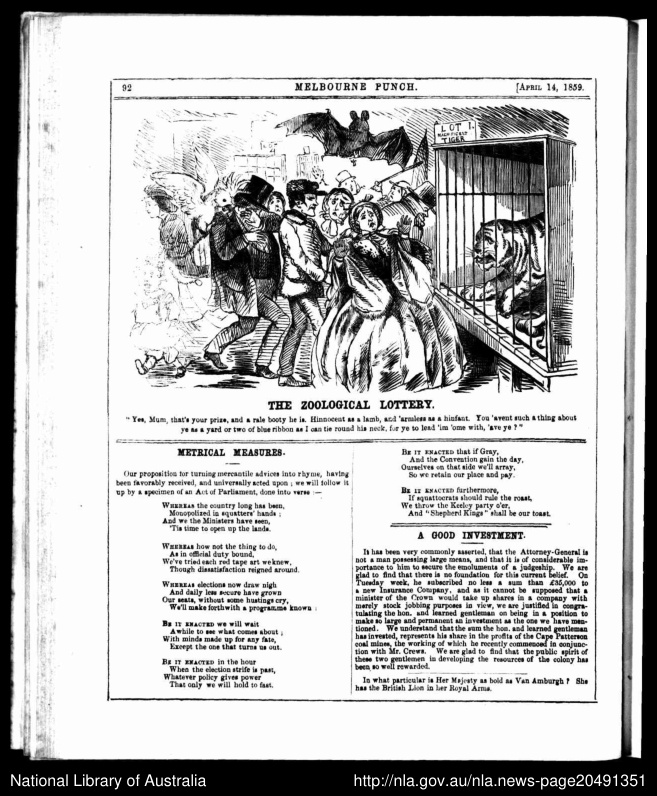 92
MELBOURNE PUNCH.
[APRIL 14, 1859.
LOT 1.
MAGNIFICENT
TIGER
THE ZOOLOGICAL LOTTERY.
" Yes, Mum, that's your prize, and a rale booty he is. Hinnocent as a lamb, and 'armless as a hinfant. You 'avent such a thing about
ye as a yard or two of blue ribbon as I can tie round his neck, for ye to lead 'im 'ome with, 'ave ye ? "
METRICAL MEASURES.
Our proposition for turning mercantile advices into rhyme, having
been favorably received, and universally acted upon ; we will follow it
up by a specimen of an Act of Parliament, done into verse :—
WHEREAS the country long has been,
Monopolized in squatters' hands ;
And we the Ministers have seen,
'Tis time to open up the lands.
WHEREAS how not the thing to do,
As in official duty bound,
We've tried each red tape art we knew,
Though dissatisfaction reigned around.
WHEREAS elections now draw nigh
And daily less secure have grown
Our seats, without some hustings cry,
We'll make forthwith a programme known :
BE IT ENACTED we will wait
Awhile to see what comes about ;
With minds made up for any fate,
Except the one that turns us out.
BE IT ENACTED in the hour
When the election strife is past,
Whatever policy gives power
That only we will hold to fast.
BE IT ENACTED that if Gray,
And the Convention gain the day,
Ourselves on that side we'll array,
So we retain our place and pay.
BE IT ENACTED furthermore,
If squattocrats should rule the roast,
We throw the Keeley party o'er,
And "Shepherd Kings" shall be our toast.
A GOOD INVESTMENT.
It has been very commonly asserted, that the Attorney-General is
not a man possessing large means, and that it is of considerable im-
portance to him to secure the emoluments of a judgeship. We are
glad to find that there is no foundation for this current belief. On
Tuesday week, he subscribed no less a sum than £35,000 to
a new Insurance Company, and as it cannot be supposed that a
minister of the Crown would take up shares in a company with
merely stock jobbing purposes in view, we are justified in congra-
tulating the hon. and learned gentleman on being in a position to
make so large and permanent an investment as the one we have men-
tioned. We understand that the sum the hon. and learned gentleman
has invested, represents his share in the profits of the Cape Patterson
coal mines, the working of which he recently commenced in conjunc-
tion with Mr. Crews. We are glad to find that the public spirit of
these two gentlemen in developing the resources of the colony has
been so well rewarded.
In what particular is Her Majesty as bold as Van Amburgh ? She
has the British Lion in her Royal Arms.
National Library of Australia
http://nla.gov.au/nla.news-page20491351